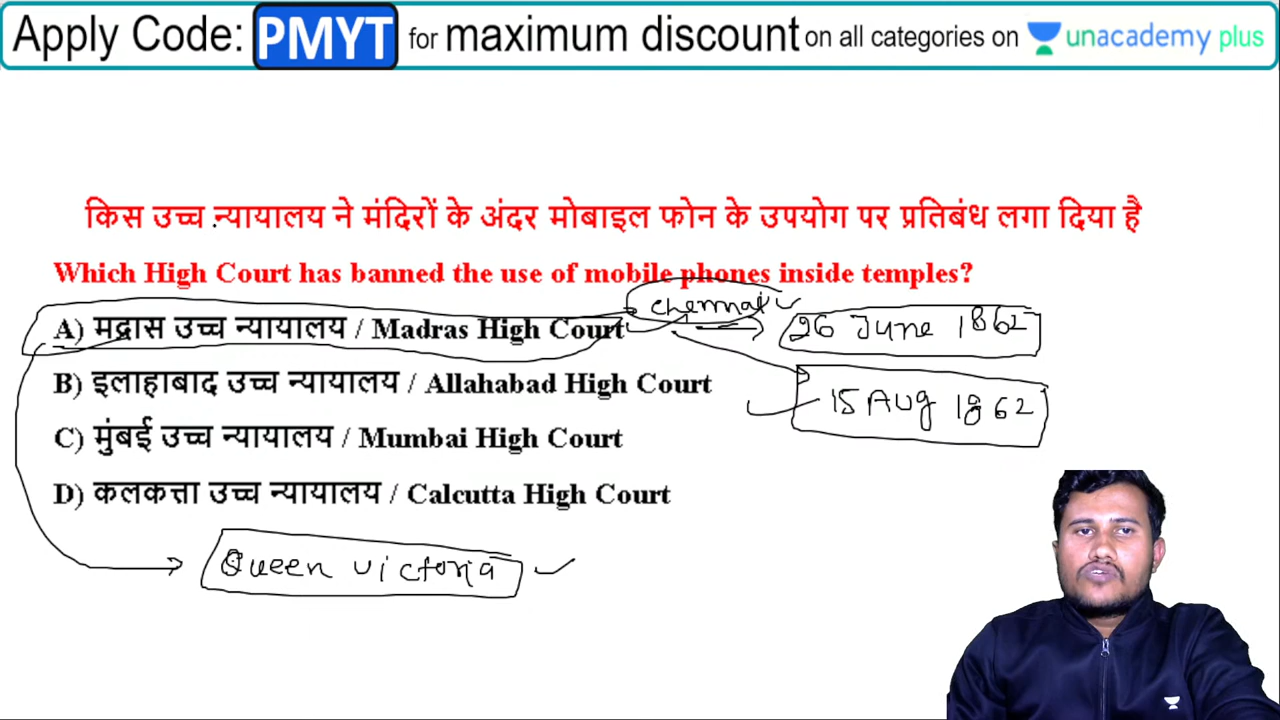 Apply Code: PMYT for maximum discount on all categories on unacademy plus
किस उच्च न्यायालय ने मंदिरों के अंदर मोबाइल फोन के उपयोग पर प्रतिबंध लगा दिया है
Which High Court has banned the use of mobile phones inside temples?
chennai
A) मद्रास उच्च न्यायालय / Madras High Court
26 June 1862
B) इलाहाबाद उच्च न्यायालय / Allahabad High Court
15 Aug 1862
C) मुंबई उच्च न्यायालय / Mumbai High Court
D) कलकत्ता उच्च न्यायालय / Calcutta High Court
Queen victoria